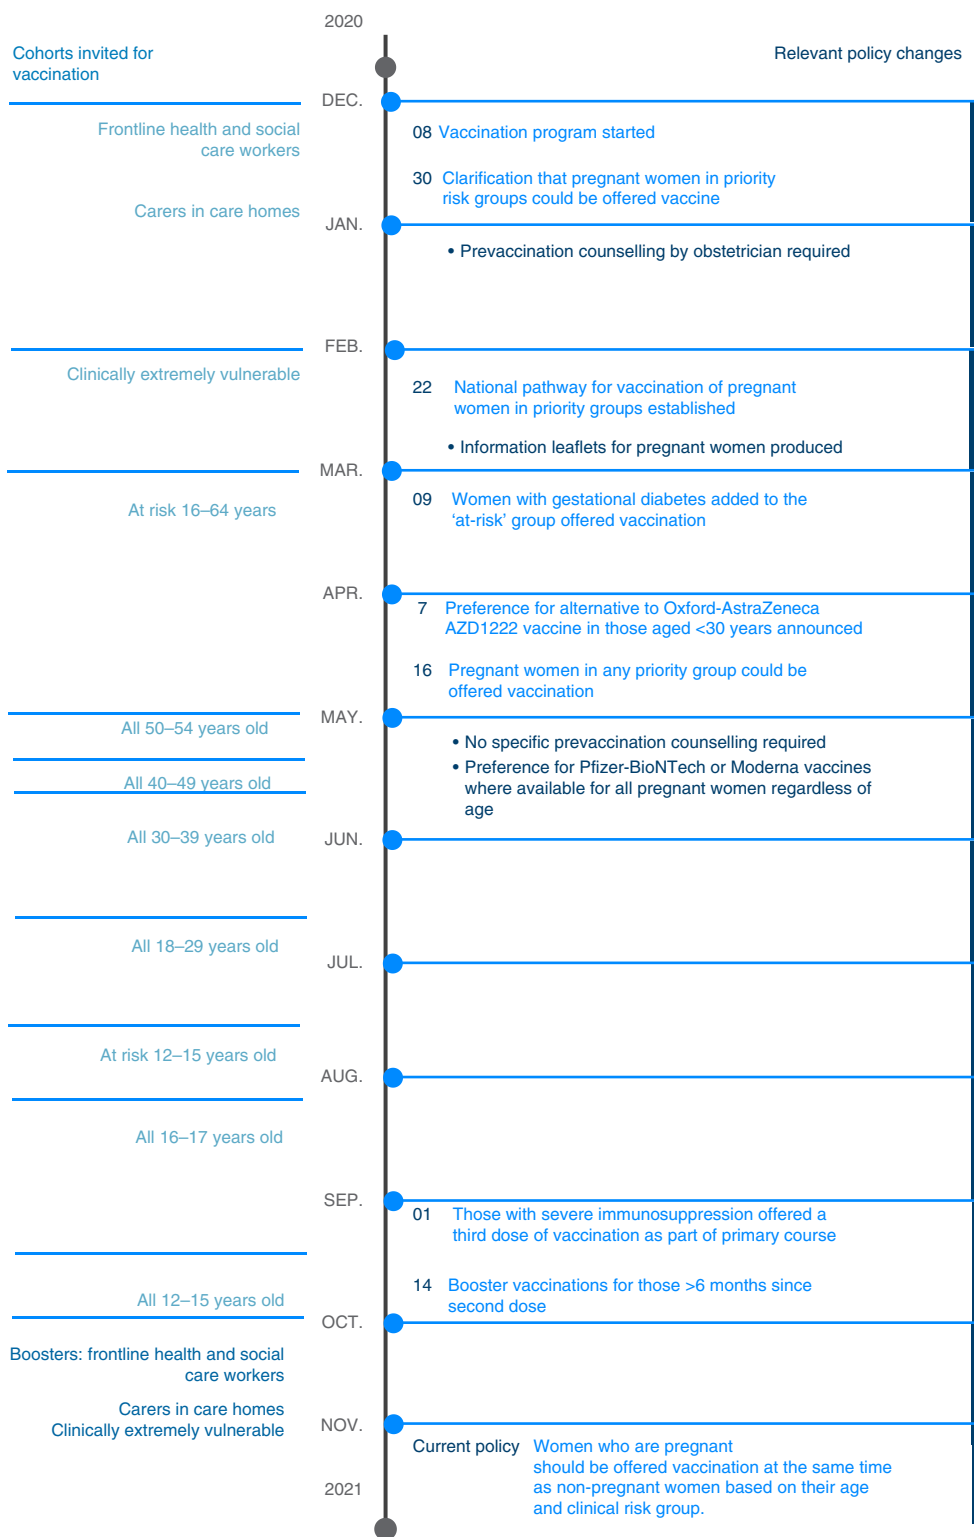 2020
Cohorts invited for
vaccination
Relevant policy changes
DEC.
Frontline health and social
care workers
08 Vaccination program started
30 Clarification that pregnant women in priority
risk groups could be offered vaccine
Carers in care homes
JAN.
• Prevaccination counselling by obstetrician required
FEB.
Clinically extremely vulnerable
22 National pathway for vaccination of pregnant
women in priority groups established
• Information leaflets for pregnant women produced
MAR.
At risk 16–64 years
09 Women with gestational diabetes added to the
‘at-risk’ group offered vaccination
APR.
7 Preference for alternative to Oxford-AstraZeneca
AZD1222 vaccine in those aged <30 years announced
16 Pregnant women in any priority group could be
offered vaccination
MAY.
All 50–54 years old
• No specific prevaccination counselling required
• Preference for Pfizer-BioNTech or Moderna vaccines
where available for all pregnant women regardless of
age
All 40–49 years old
All 30–39 years old
JUN.
All 18–29 years old
JUL.
At risk 12–15 years old
AUG.
All 16–17 years old
SEP.
01 Those with severe immunosuppression offered a
third dose of vaccination as part of primary course
14 Booster vaccinations for those >6 months since
second dose
All 12–15 years old
OCT.
Boosters: frontline health and social
care workers
Carers in care homes
Clinically extremely vulnerable
NOV.
Current policy Women who are pregnant
should be offered vaccination at the same time
as non-pregnant women based on their age
and clinical risk group.
2021